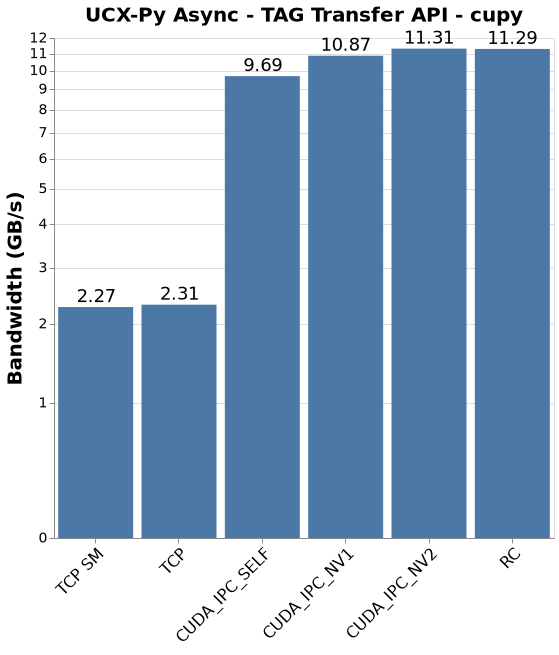 UCX-Py Async - TAG Transfer API - cupy
Bandwidth (GB/s)
12
11
10
9
8
7
6
5
4
3
2
1
0
2.27
2.31
9.69
10.87
11.31
11.29
TCP SM
TCP
CUDA_IPC_SELF
CUDA_IPC_NV1
CUDA_IPC_NV2
RC